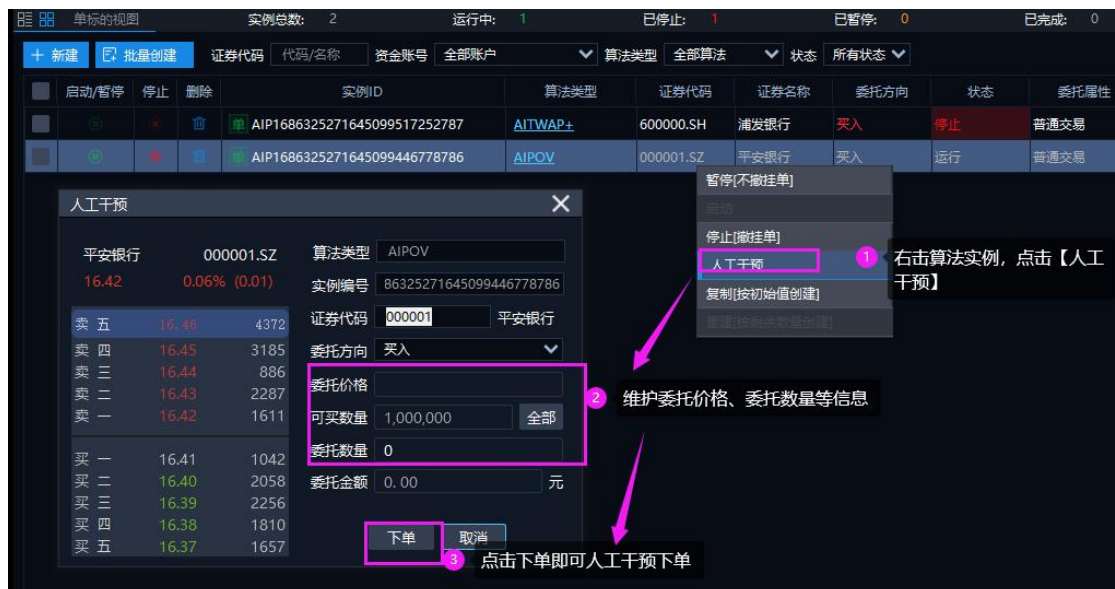 单标的视图 实例总数: 2 运行中: 1 已停止: 1 已暂停: 0 已完成: 0
+ 新建 批量创建 证券代码 代码/名称 资金账号 全部账户 算法类型 全部算法 状态 所有状态
启动/暂停 停止 删除 实例ID 算法类型 证券代码 证券名称 委托方向 状态 委托属性
单 AIP1686325271645099517252787 AITWAP+ 600000.SH 浦发银行 买入 停止 普通交易
单 AIP1686325271645099446778786 AIPOV 000001.SZ 平安银行 买入 运行 普通交易
暂停[不撤挂单]
启动
停止[撤挂单]
人工干预
复制[按初始值创建]
重建[按剩余数量创建]
1 右击算法实例，点击【人工
干预】
人工干预
平安银行 000001.SZ
16.42 0.06% (0.01)
卖 五 16.46 4372
卖 四 16.45 3185
卖 三 16.44 886
卖 二 16.43 2287
卖 一 16.42 1611
买 一 16.41 1042
买 二 16.40 2058
买 三 16.39 2256
买 四 16.38 1810
买 五 16.37 1657
算法类型 AIPOV
实例编号 86325271645099446778786
证券代码 000001 平安银行
委托方向 买入
委托价格
可买数量 1,000,000 全部
委托数量 0
委托金额 0.00 元
下单 取消
2 维护委托价格、委托数量等信息
3 点击下单即可人工干预下单